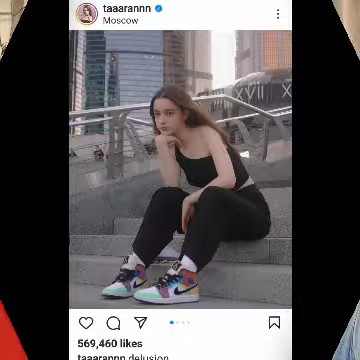 taaarannn
Moscow
XVII X
569,460 likes
taaarannn delusion